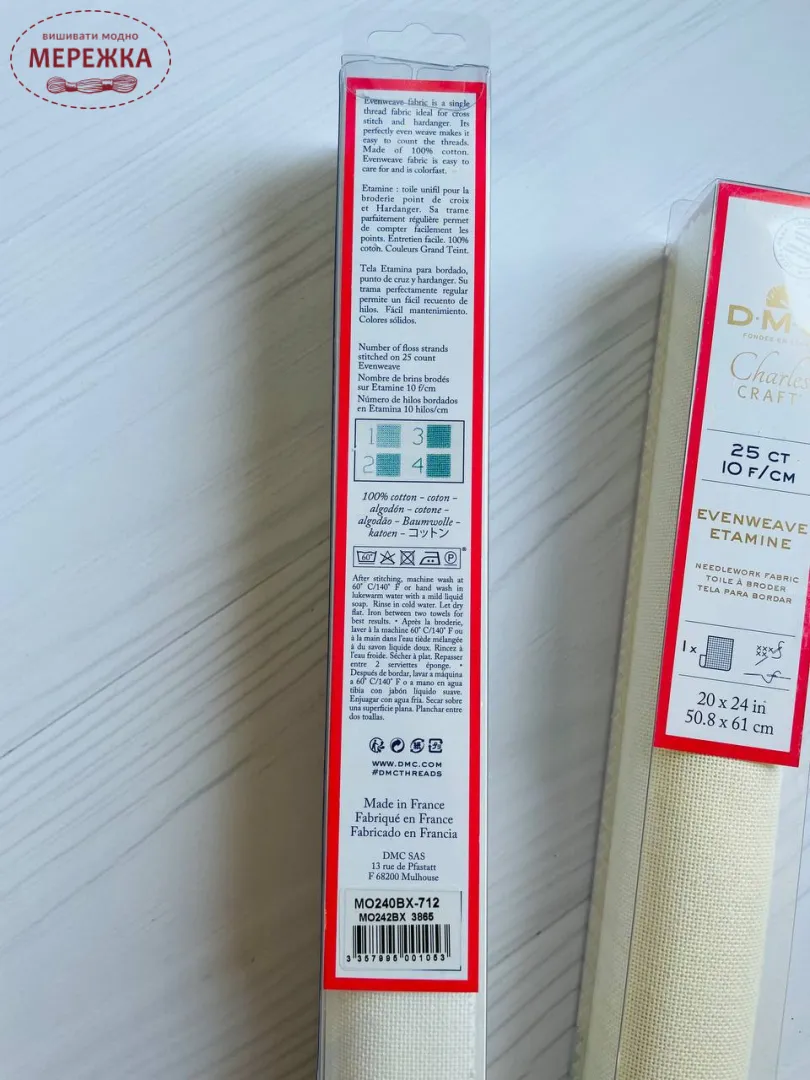 вишивати модно
МЕРЕЖКА
Evenweave fabric is a single
thread fabric ideal for cross
stitch and hardanger. Its
perfectly even weave makes it
easy to count the threads.
Made of 100% cotton.
Evenweave fabric is easy to
care for and is colorfast.
Etamine : toile unifil pour la
broderie point de croix
et Hardanger. Sa trame
parfaitement régulière permet
de compter facilement les
points. Entretien facile. 100%
coton. Couleurs Grand Teint.
Tela Etamina para bordado,
punto de cruz y hardanger. Su
trama perfectamente regular
permite un fácil recuento de
hilos. Fácil mantenimiento.
Colores sólidos.
Number of floss strands
stitched on 25 count
Evenweave
Nombre de brins brodés
sur Etamine 10 f/cm
Número de hilos bordados
en Etamina 10 hilos/cm
1 3
2 4
100% cotton - coton -
algodón - cotone -
algodão - Baumwolle -
katoen - コットン
60° P
After stitching, machine wash at
60° C/140° F or hand wash in
lukewarm water with a mild liquid
soap. Rinse in cold water. Let dry
flat. Iron between two towels for
best results. • Après la broderie,
laver à la machine 60° C/140° F ou
à la main dans l'eau tiède mélangée
à du savon liquide doux. Rincez à
l'eau froide. Sécher à plat. Repasser
entre 2 serviettes éponge. •
Después de bordar, lavar a máquina
a 60° C/140° F o a mano en agua
tibia con jabón líquido suave.
Enjuagar con agua fría. Secar sobre
una superficie plana. Planchar entre
dos toallas.
WWW.DMC.COM
#DMCTHREADS
Made in France
Fabriqué en France
Fabricado en Francia
DMC SAS
13 rue de Pfastatt
F 68200 Mulhouse
MO240BX-712
MO242BX 3865
3 357995 001053
D·M
Charles
CRAFT
25 CT
10 F/CM
EVENWEAVE
ETAMINE
NEEDLEWORK FABRIC
TOILE À BRODER
TELA PARA BORDAR
1 x
20 x 24 in
50.8 x 61 cm